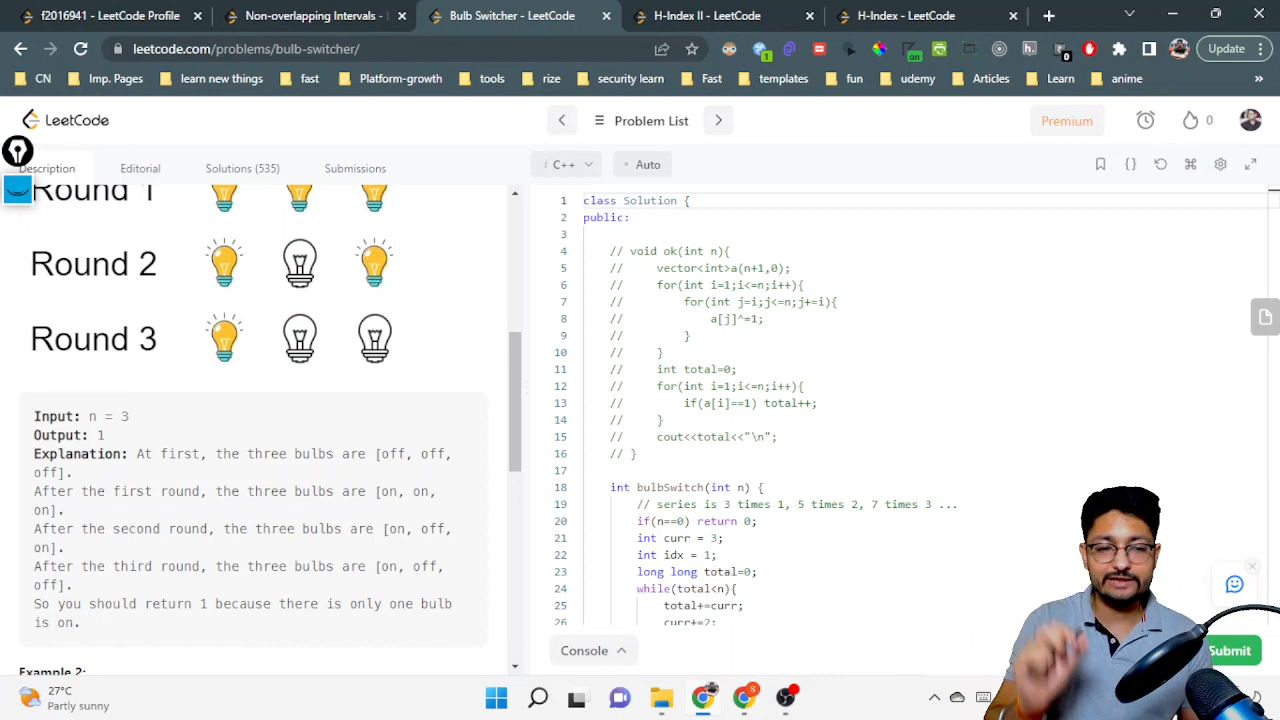 f2016941 - LeetCode Profile
Non-overlapping Intervals -
Bulb Switcher - LeetCode
H-Index II - LeetCode
H-Index - LeetCode
leetcode.com/problems/bulb-switcher/
1
on
0
Update
CN
Imp. Pages
learn new things
fast
Platform-growth
tools
rise
security learn
Fast
templates
fun
udemy
Articles
Learn
anime
»
LeetCode
Problem List
Premium
0
Description
Editorial
Solutions (535)
Submissions
i C++
Auto
Round 1
Round 2
Round 3
Input: n = 3
Output: 1
Explanation: At first, the three bulbs are [off, off,
off].
After the first round, the three bulbs are [on, on,
on].
After the second round, the three bulbs are [on, off,
on].
After the third round, the three bulbs are [on, off,
off].
So you should return 1 because there is only one bulb
is on.
Example 2:
1 class Solution {
2 public:
3
4 // void ok(int n){
5 // vector<int>a(n+1,0);
6 // for(int i=1;i<=n;i++){
7 // for(int j=i;j<=n;j+=i){
8 // a[j]^=1;
9 // }
10 // }
11 // int total=0;
12 // for(int i=1;i<=n;i++){
13 // if(a[i]==1) total++;
14 // }
15 // cout<<total<<"\n";
16 // }
17
18 int bulbSwitch(int n) {
19 // series is 3 times 1, 5 times 2, 7 times 3 ...
20 if(n==0) return 0;
21 int curr = 3;
22 int idx = 1;
23 long long total=0;
24 while(total<n){
25 total+=curr;
26 curr+=2;
Console
Submit
27°C
Partly sunny